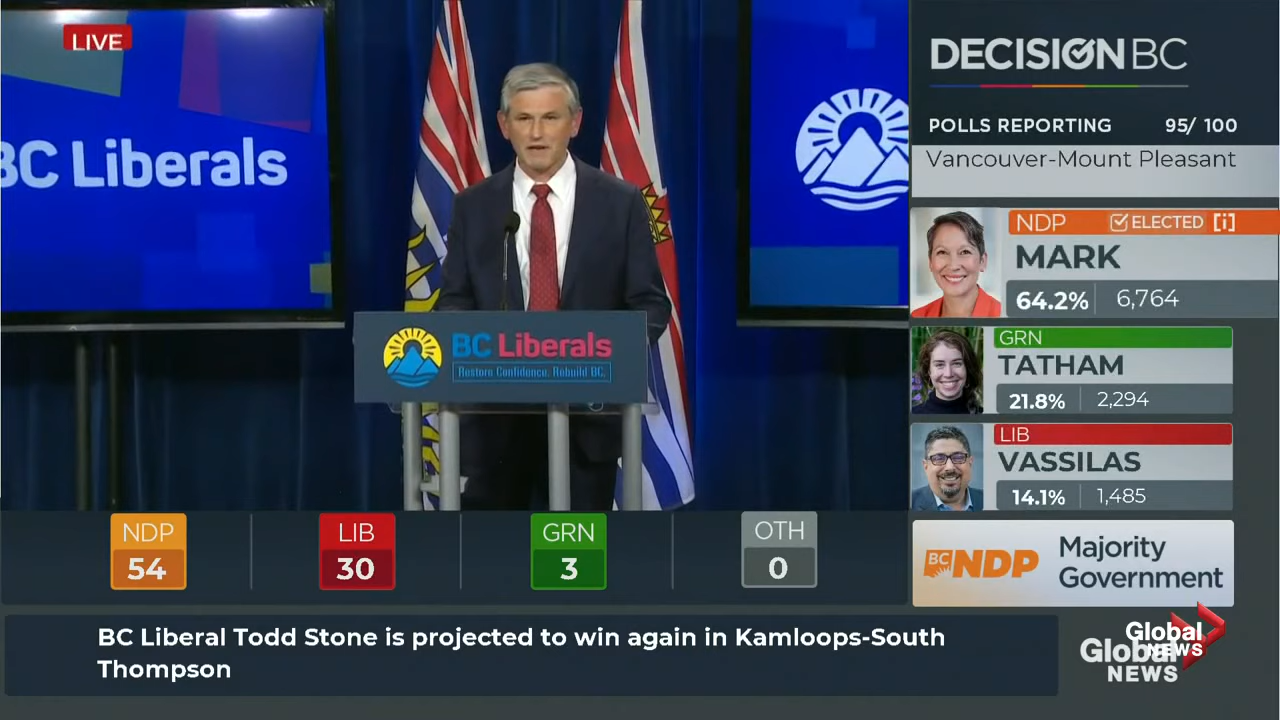 LIVE
BC Liberals
BC Liberals
Restore Confidence. Rebuild BC.
DECISION BC
POLLS REPORTING 95/ 100
Vancouver-Mount Pleasant
NDP ELECTED [i]
MARK
64.2% 6,764
GRN
TATHAM
21.8% 2,294
LIB
VASSILAS
14.1% 1,485
BC NDP
Majority
Government
NDP
54
LIB
30
GRN
3
OTH
0
BC Liberal Todd Stone is projected to win again in Kamloops-South
Thompson
Global
NEWS
Global
NEWS